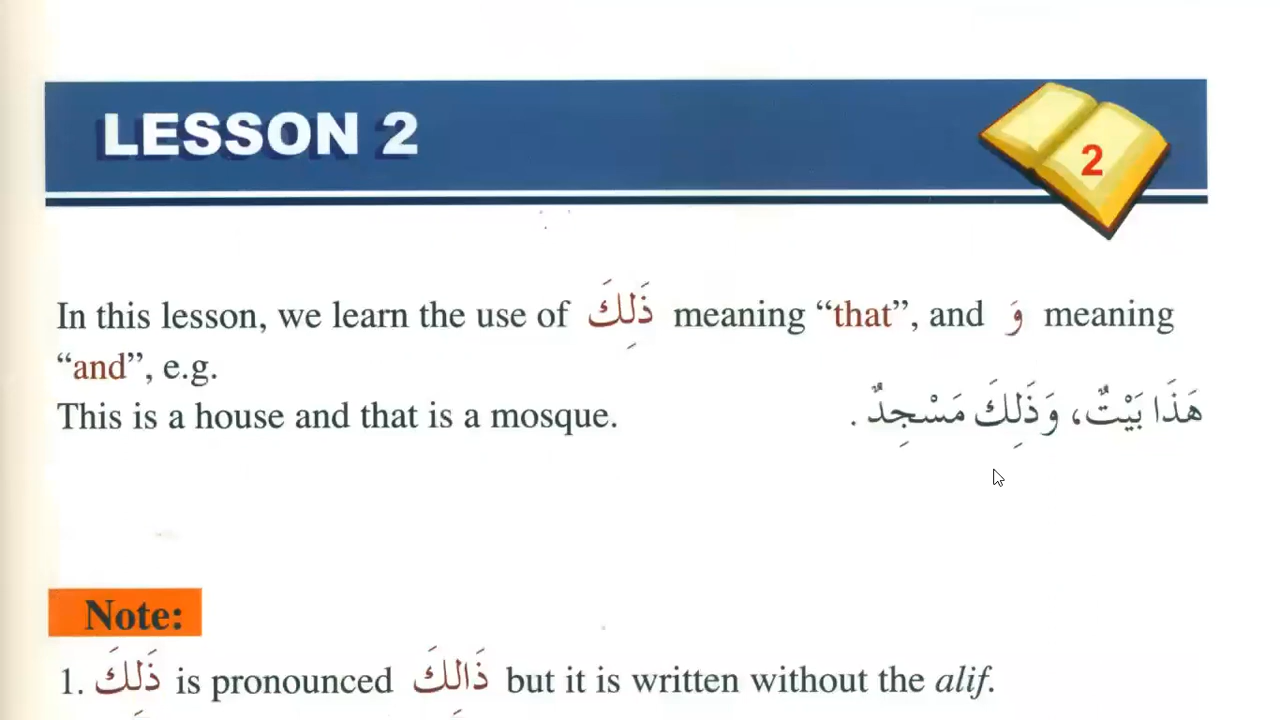 LESSON 2
2
In this lesson, we learn the use of ذَلِكَ meaning “that”, and وَ meaning
“and”, e.g.
This is a house and that is a mosque. هَذَا بَيْتٌ، وَذَلِكَ مَسْجِدٌ .
Note:
1. ذَلِكَ is pronounced ذَالِكَ but it is written without the alif.